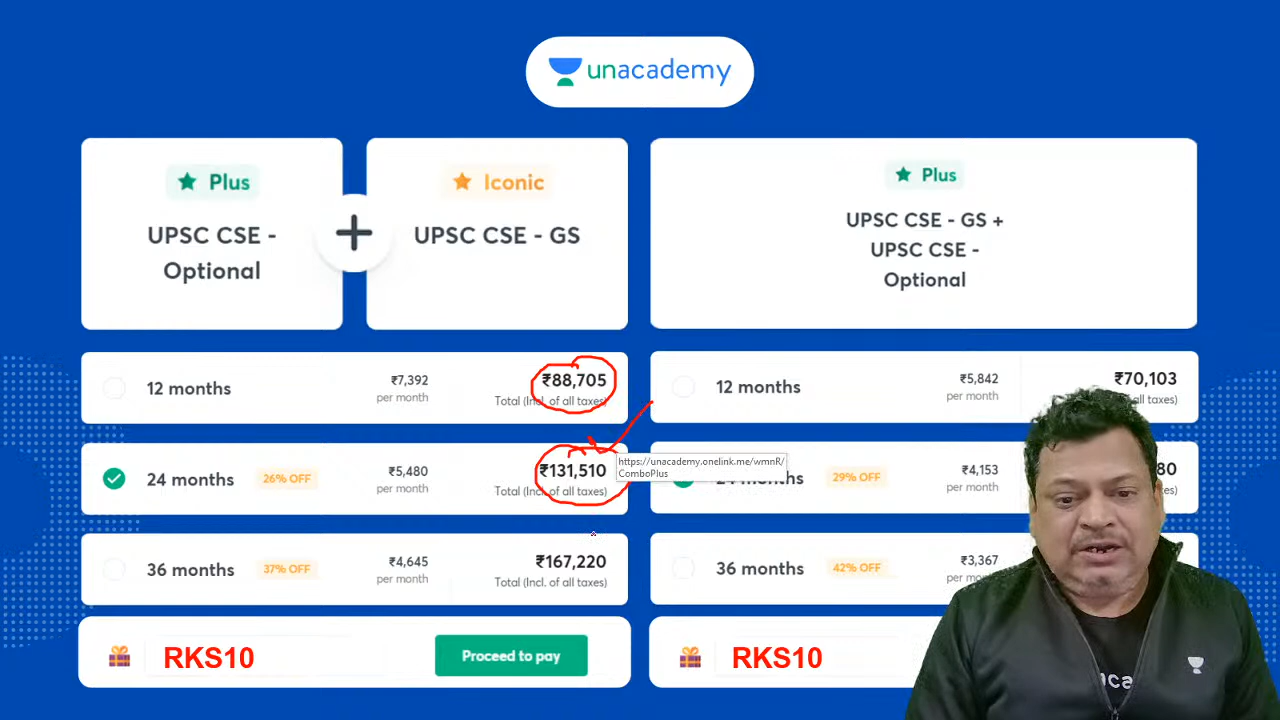 unacademy
Plus
UPSC CSE -
Optional
+
Iconic
UPSC CSE - GS
Plus
UPSC CSE - GS +
UPSC CSE -
Optional
12 months
₹7,392
per month
₹88,705
Total (Incl. of all taxes)
24 months
26% OFF
₹5,480
per month
₹131,510
Total (Incl. of all taxes)
36 months
37% OFF
₹4,645
per month
₹167,220
Total (Incl. of all taxes)
RKS10
Proceed to pay
12 months
₹5,842
per month
₹70,103
all taxes)
https://unacademy.onelink.me/wmnR/
ComboPlus
months
29% OFF
₹4,153
per month
80
36 months
42% OFF
₹3,367
per
RKS10